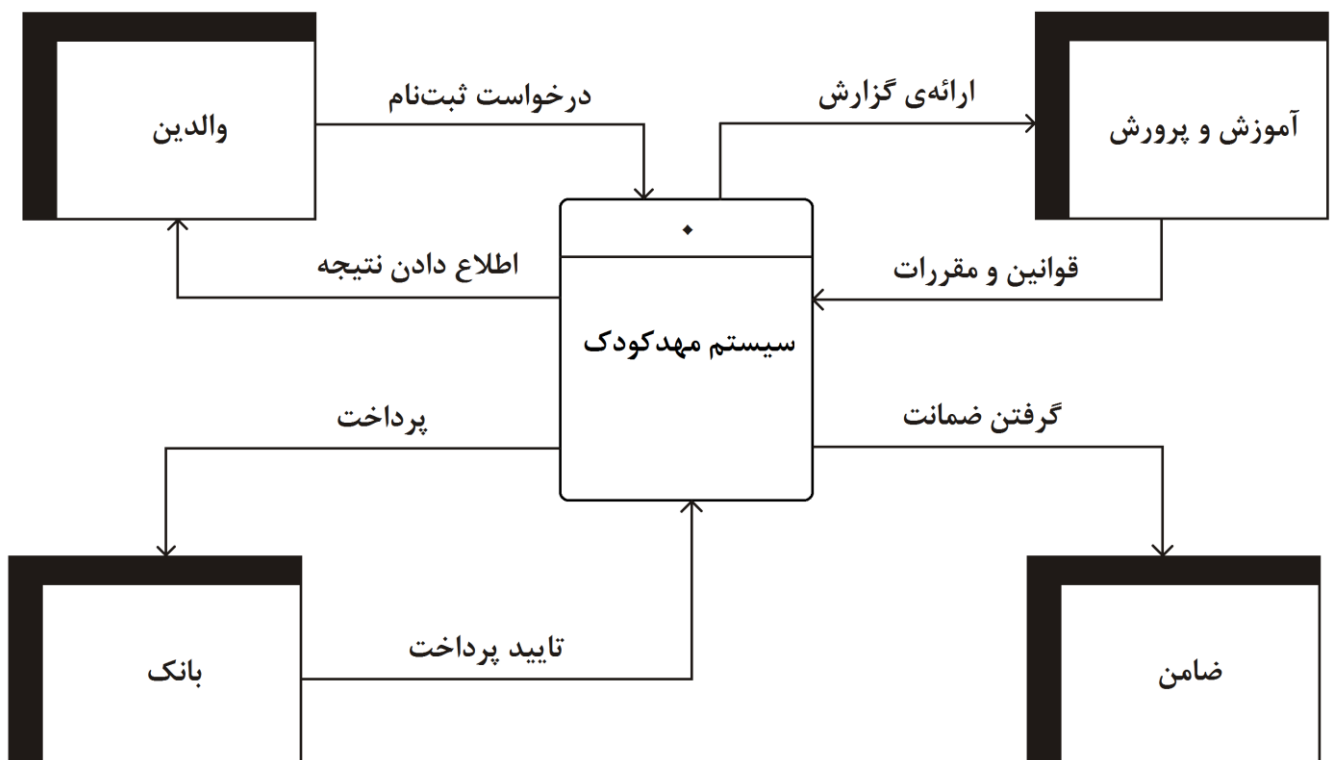 والدین
درخواست ثبت‌نام
ارائه‌ی گزارش
آموزش و پرورش
اطلاع دادن نتیجه
قوانین و مقررات
سیستم مهدکودک
پرداخت
گرفتن ضمانت
بانک
تایید پرداخت
ضامن